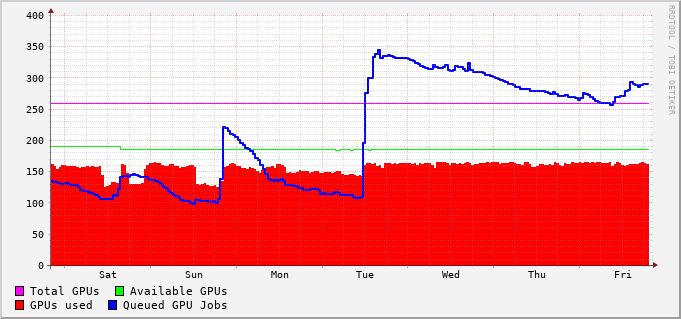 400
350
300
250
200
150
100
50
0
Sat Sun Mon Tue Wed Thu Fri
Total GPUs Available GPUs
GPUs used Queued GPU Jobs
RRDTOOL / TOBI OETIKER